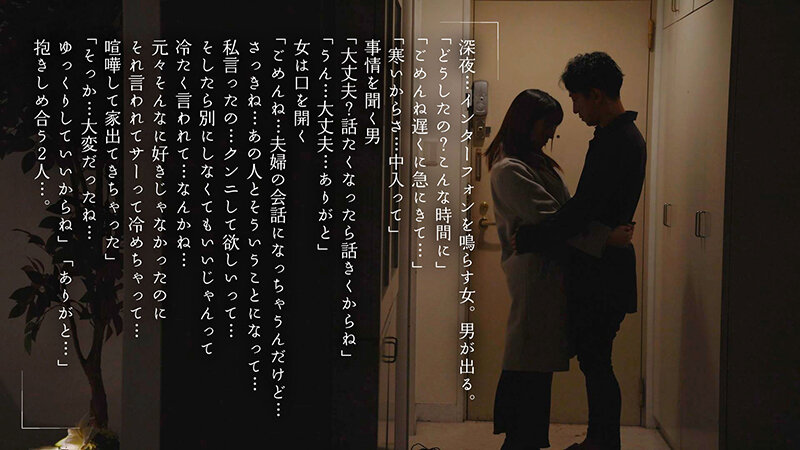 深夜…インターフォンを鳴らす女。男が出る。
「どうしたの？こんな時間に」
「ごめんね遅くに急にきて…」
「寒いからさ…中入って」
事情を聞く男
「大丈夫？話たくなったら話きくからね」
「うん…大丈夫…ありがと」
女は口を開く
「ごめんね…夫婦の会話になっちゃうんだけど…
さっきね…あの人とそういうことになって…
私言ったの…クンニして欲しいって…
そしたら別にしなくてもいいじゃんって
冷たく言われて…なんかね…
元々そんなに好きじゃなかったのに
それ言われてサーって冷めちゃって…
喧嘩して家出てきちゃった」
「そっか…大変だったね…
ゆっくりしていいからね」「ありがと…」
抱きしめ合う２人…。